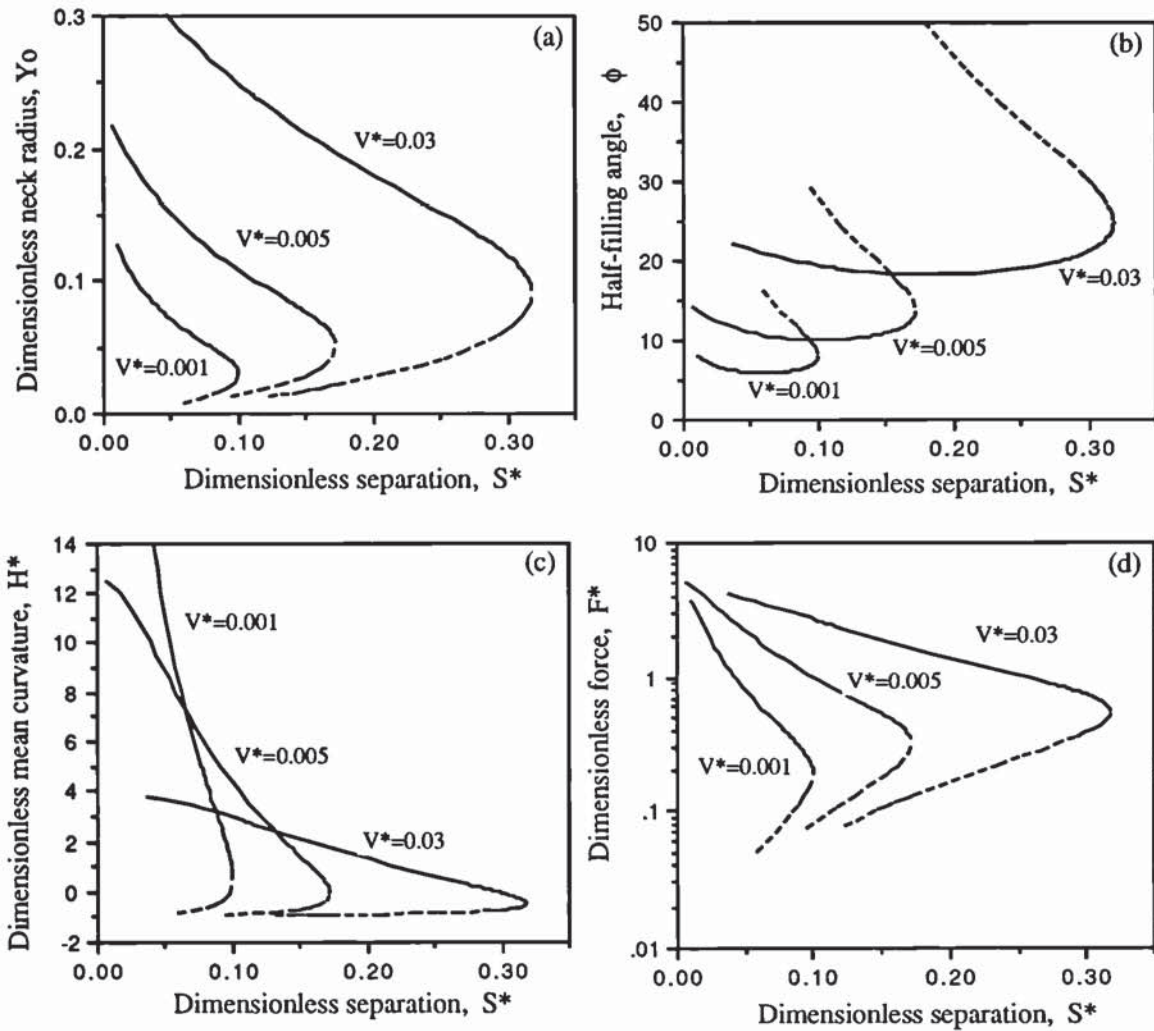 (a)
Dimensionless neck radius, Yo
0.3
0.2
0.1
0.0
V*=0.03
V*=0.005
V*=0.001
0.00 0.10 0.20 0.30
Dimensionless separation, S*
(b)
Half-filling angle, ϕ
50
40
30
20
10
0
V*=0.03
V*=0.005
V*=0.001
0.00 0.10 0.20 0.30
Dimensionless separation, S*
(c)
Dimensionless mean curvature, H*
14
12
10
8
6
4
2
0
-2
V*=0.001
V*=0.005
V*=0.03
0.00 0.10 0.20 0.30
Dimensionless separation, S*
(d)
Dimensionless force, F*
10
1
.1
.01
V*=0.03
V*=0.005
V*=0.001
0.00 0.10 0.20 0.30
Dimensionless separation, S*